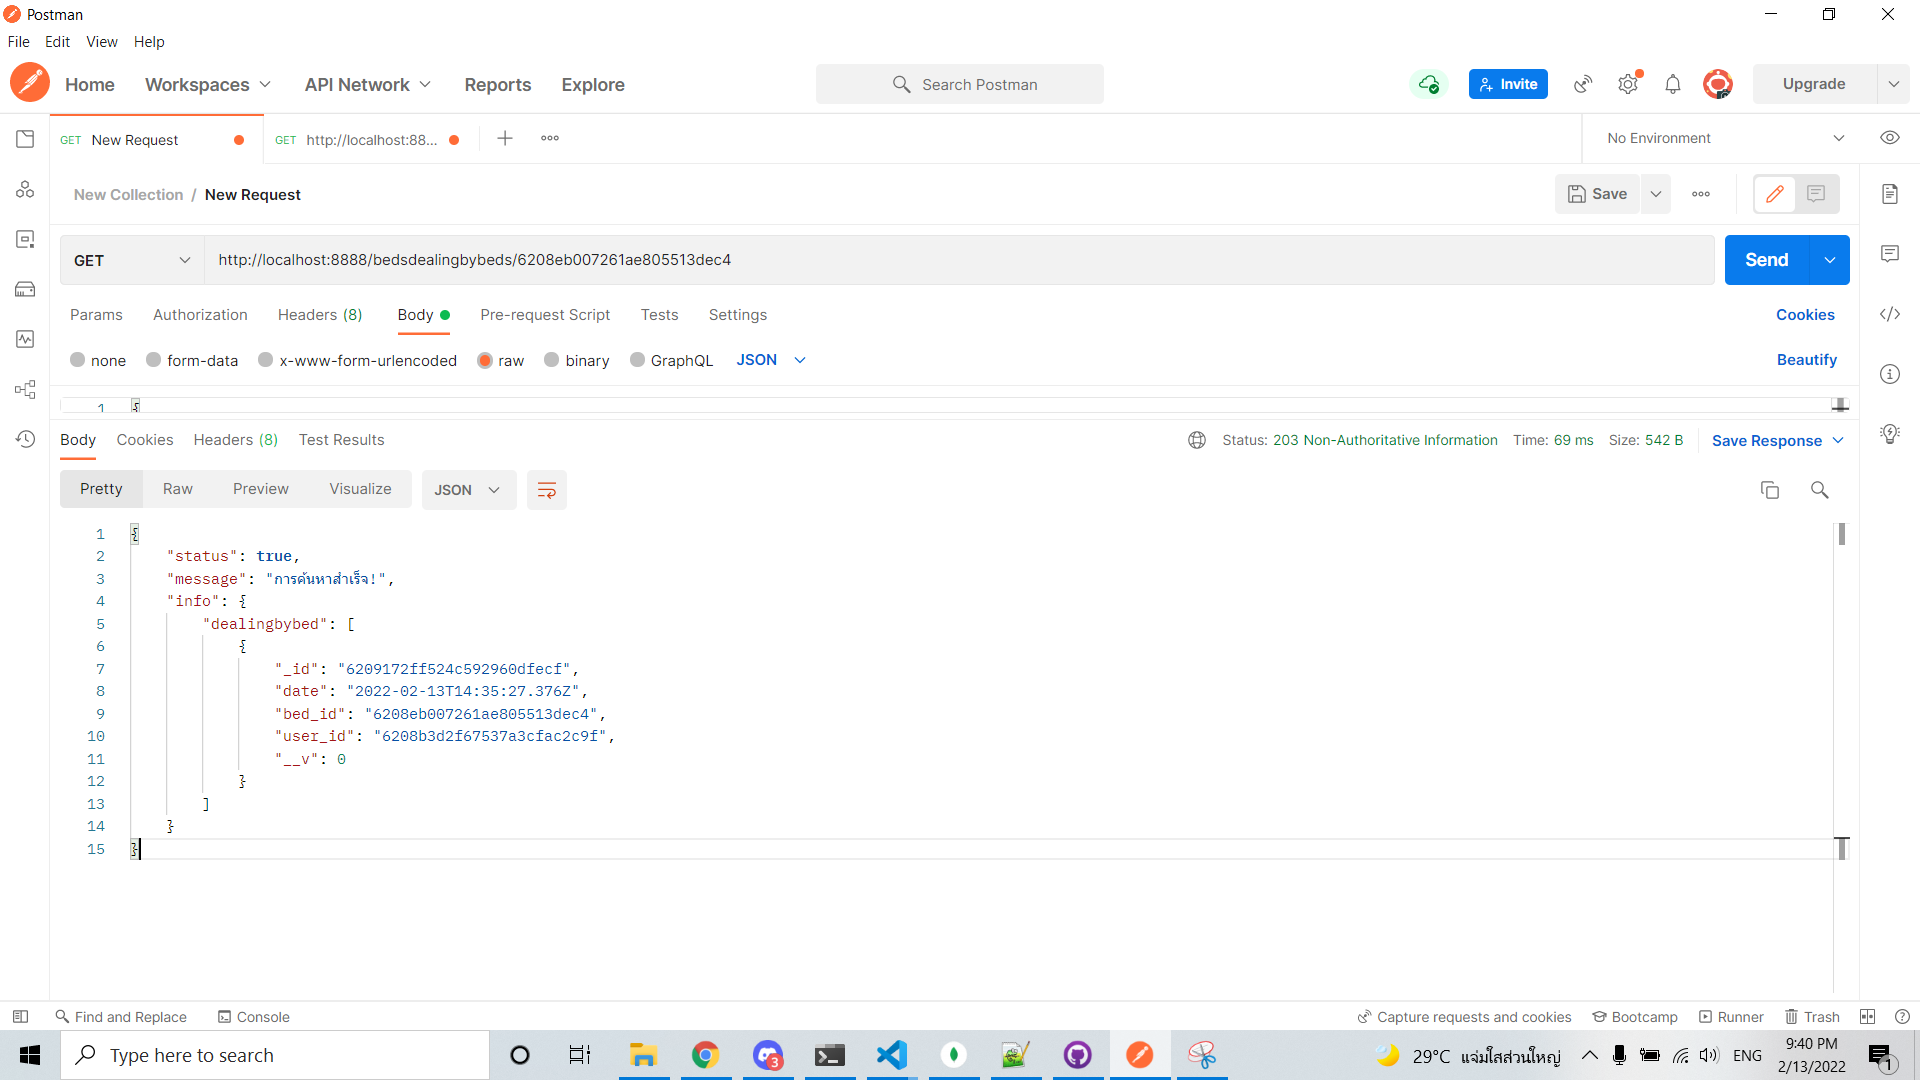 Postman
File Edit View Help
Home Workspaces API Network Reports Explore Search Postman Invite Upgrade
GET New Request GET http://localhost:88... No Environment
New Collection / New Request Save
GET http://localhost:8888/bedsdealingbybeds/6208eb007261ae805513dec4 Send
Params Authorization Headers (8) Body Pre-request Script Tests Settings Cookies
none form-data x-www-form-urlencoded raw binary GraphQL JSON Beautify
1 {
Body Cookies Headers (8) Test Results Status: 203 Non-Authoritative Information Time: 69 ms Size: 542 B Save Response
Pretty Raw Preview Visualize JSON
1 {
2 "status": true,
3 "message": "การค้นหาสำเร็จ!",
4 "info": {
5 "dealingbybed": [
6 {
7 "_id": "6209172ff524c592960dfecf",
8 "date": "2022-02-13T14:35:27.376Z",
9 "bed_id": "6208eb007261ae805513dec4",
10 "user_id": "6208b3d2f67537a3cfac2c9f",
11 "__v": 0
12 }
13 ]
14 }
15 }
Find and Replace Console Capture requests and cookies Bootcamp Runner Trash
Type here to search 3 29°C แจ่มใสส่วนใหญ่ ENG 9:40 PM
2/13/2022 1